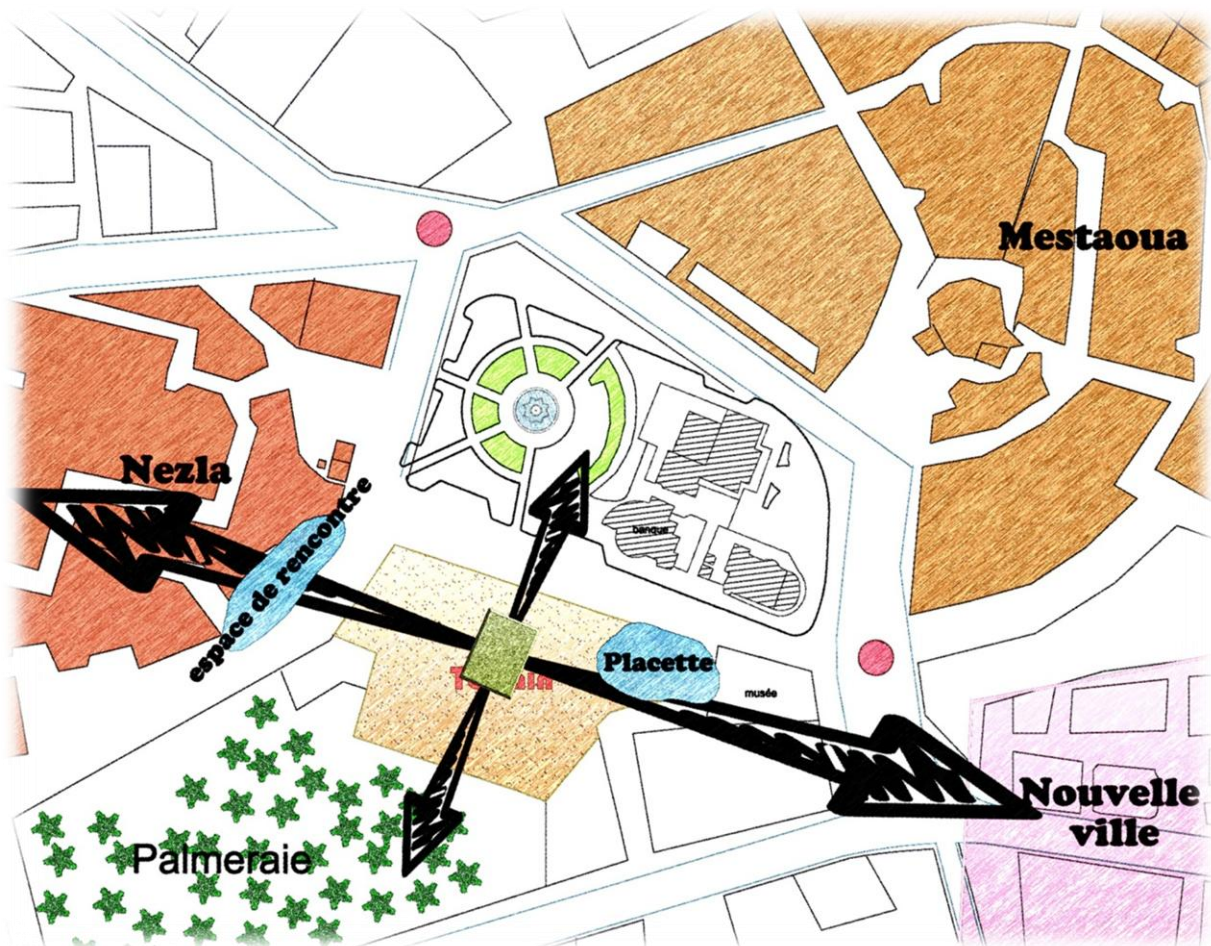 Mestaoua
Nezla
espace de rencontre
banque
Placette
musée
Nouvelle
ville
Palmeraie